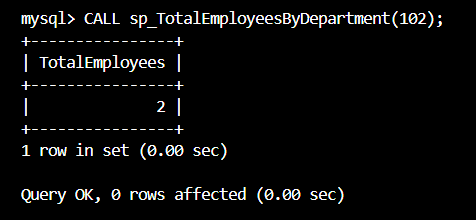 mysql> CALL sp_TotalEmployeesByDepartment(102);
+----------------+
| TotalEmployees |
+----------------+
|              2 |
+----------------+
1 row in set (0.00 sec)
Query OK, 0 rows affected (0.00 sec)